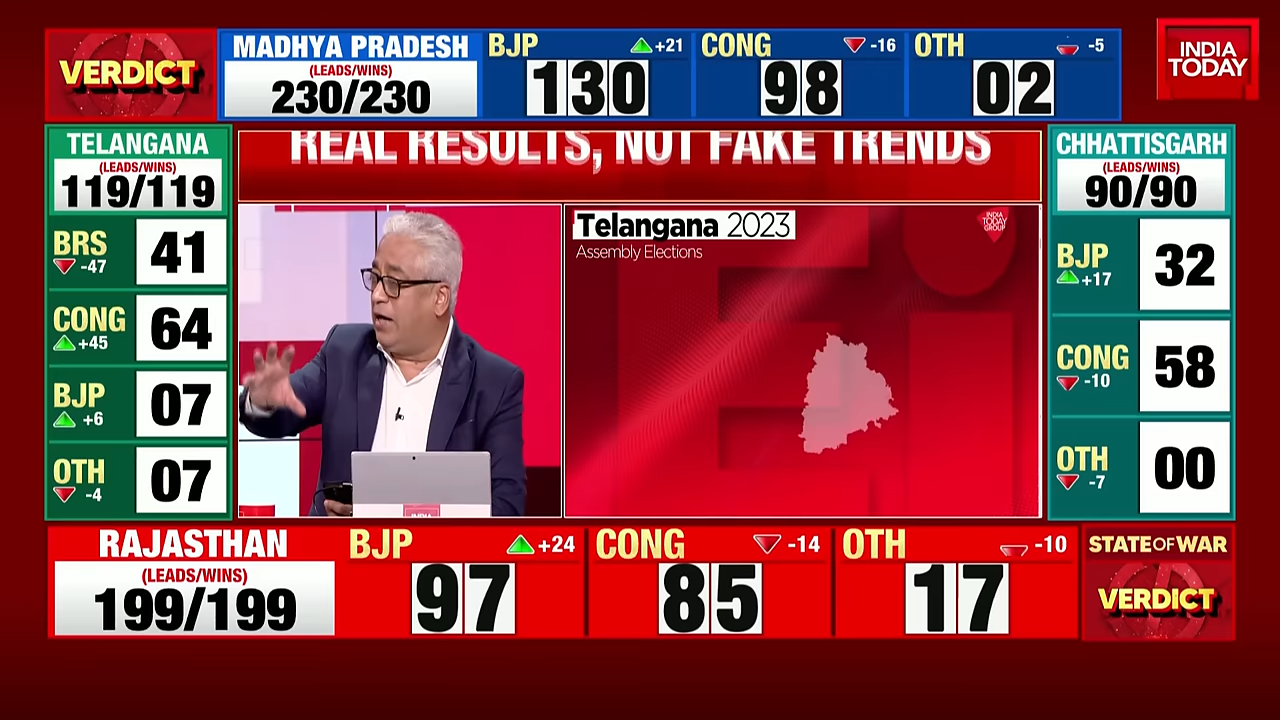 VERDICT
MADHYA PRADESH
(LEADS/WINS)
230/230
BJP +21
130
CONG -16
98
OTH -5
02
INDIA
TODAY
TELANGANA
(LEADS/WINS)
119/119
BRS
-47
41
CONG
+45
64
BJP
+6
07
OTH
-4
07
REAL RESULTS, NOT FAKE TRENDS
Telangana 2023
Assembly Elections
INDIA
TODAY
GROUP
INDIA
CHHATTISGARH
(LEADS/WINS)
90/90
BJP
+17
32
CONG
-10
58
OTH
-7
00
RAJASTHAN
(LEADS/WINS)
199/199
BJP +24
97
CONG -14
85
OTH -10
17
STATE OF WAR
VERDICT